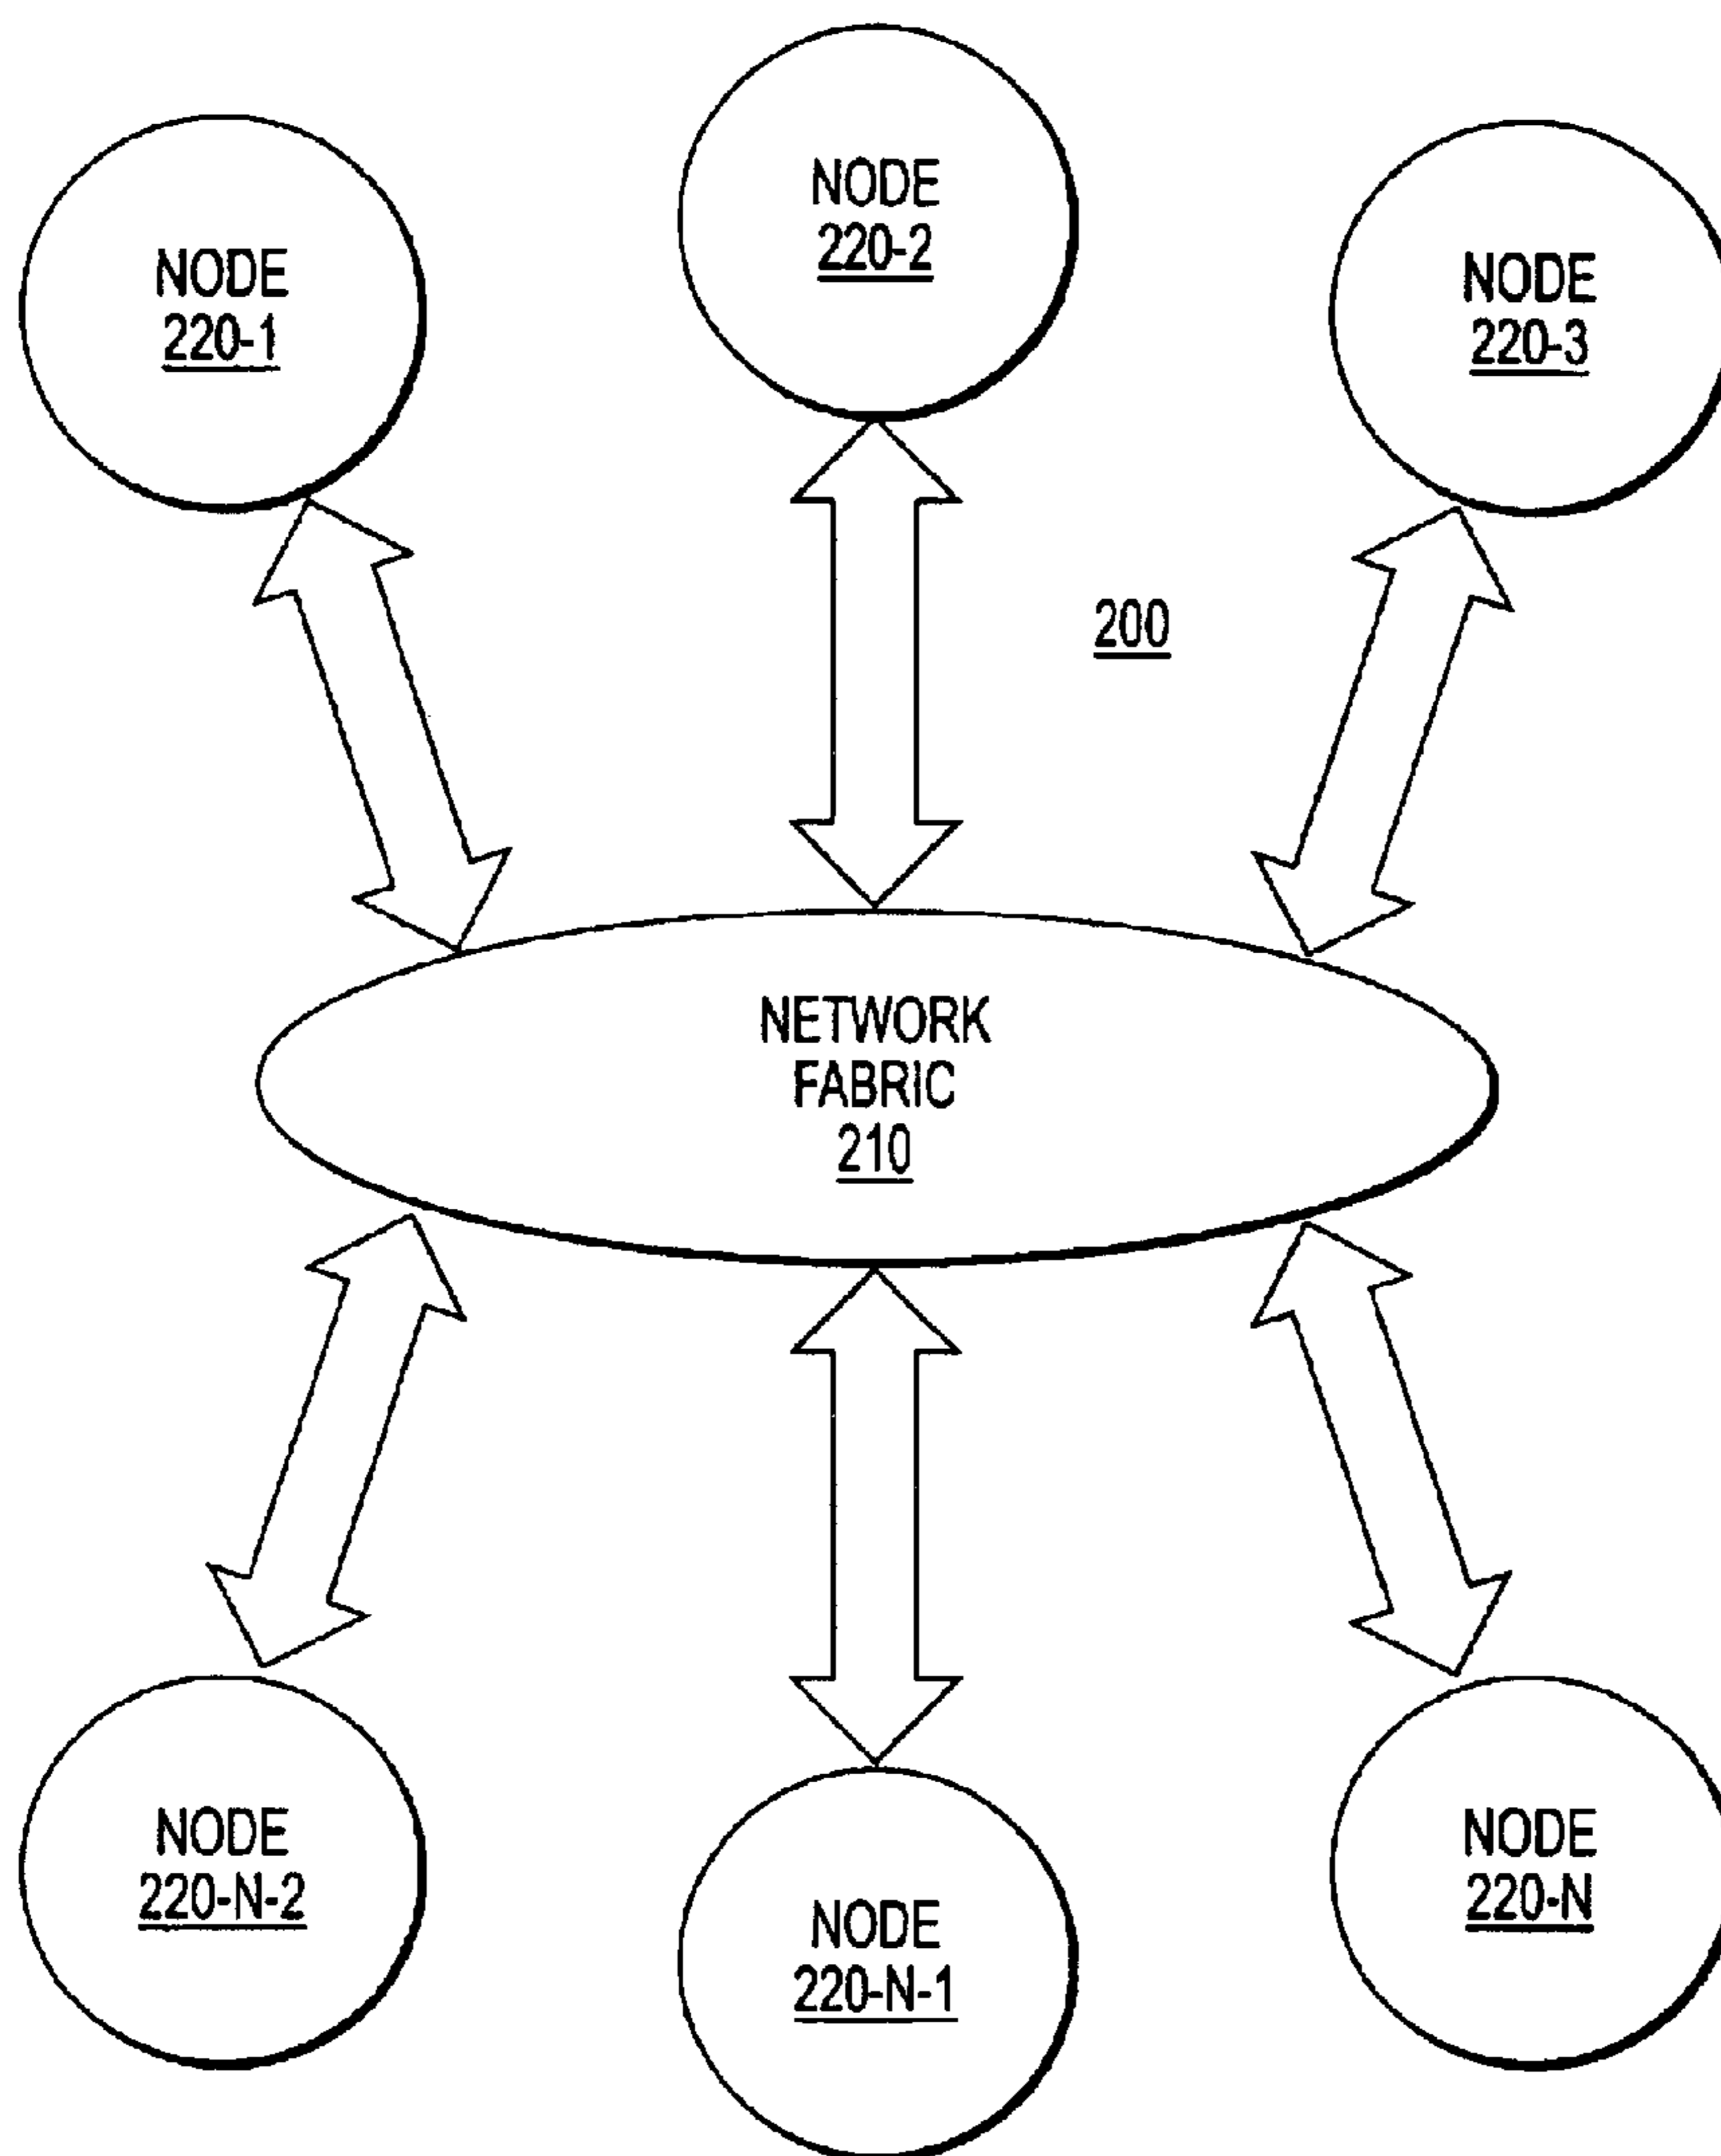 NODE
220-1
NODE
220-2
NODE
220-3
200
NETWORK
FABRIC
210
NODE
220-N-2
NODE
220-N-1
NODE
220-N